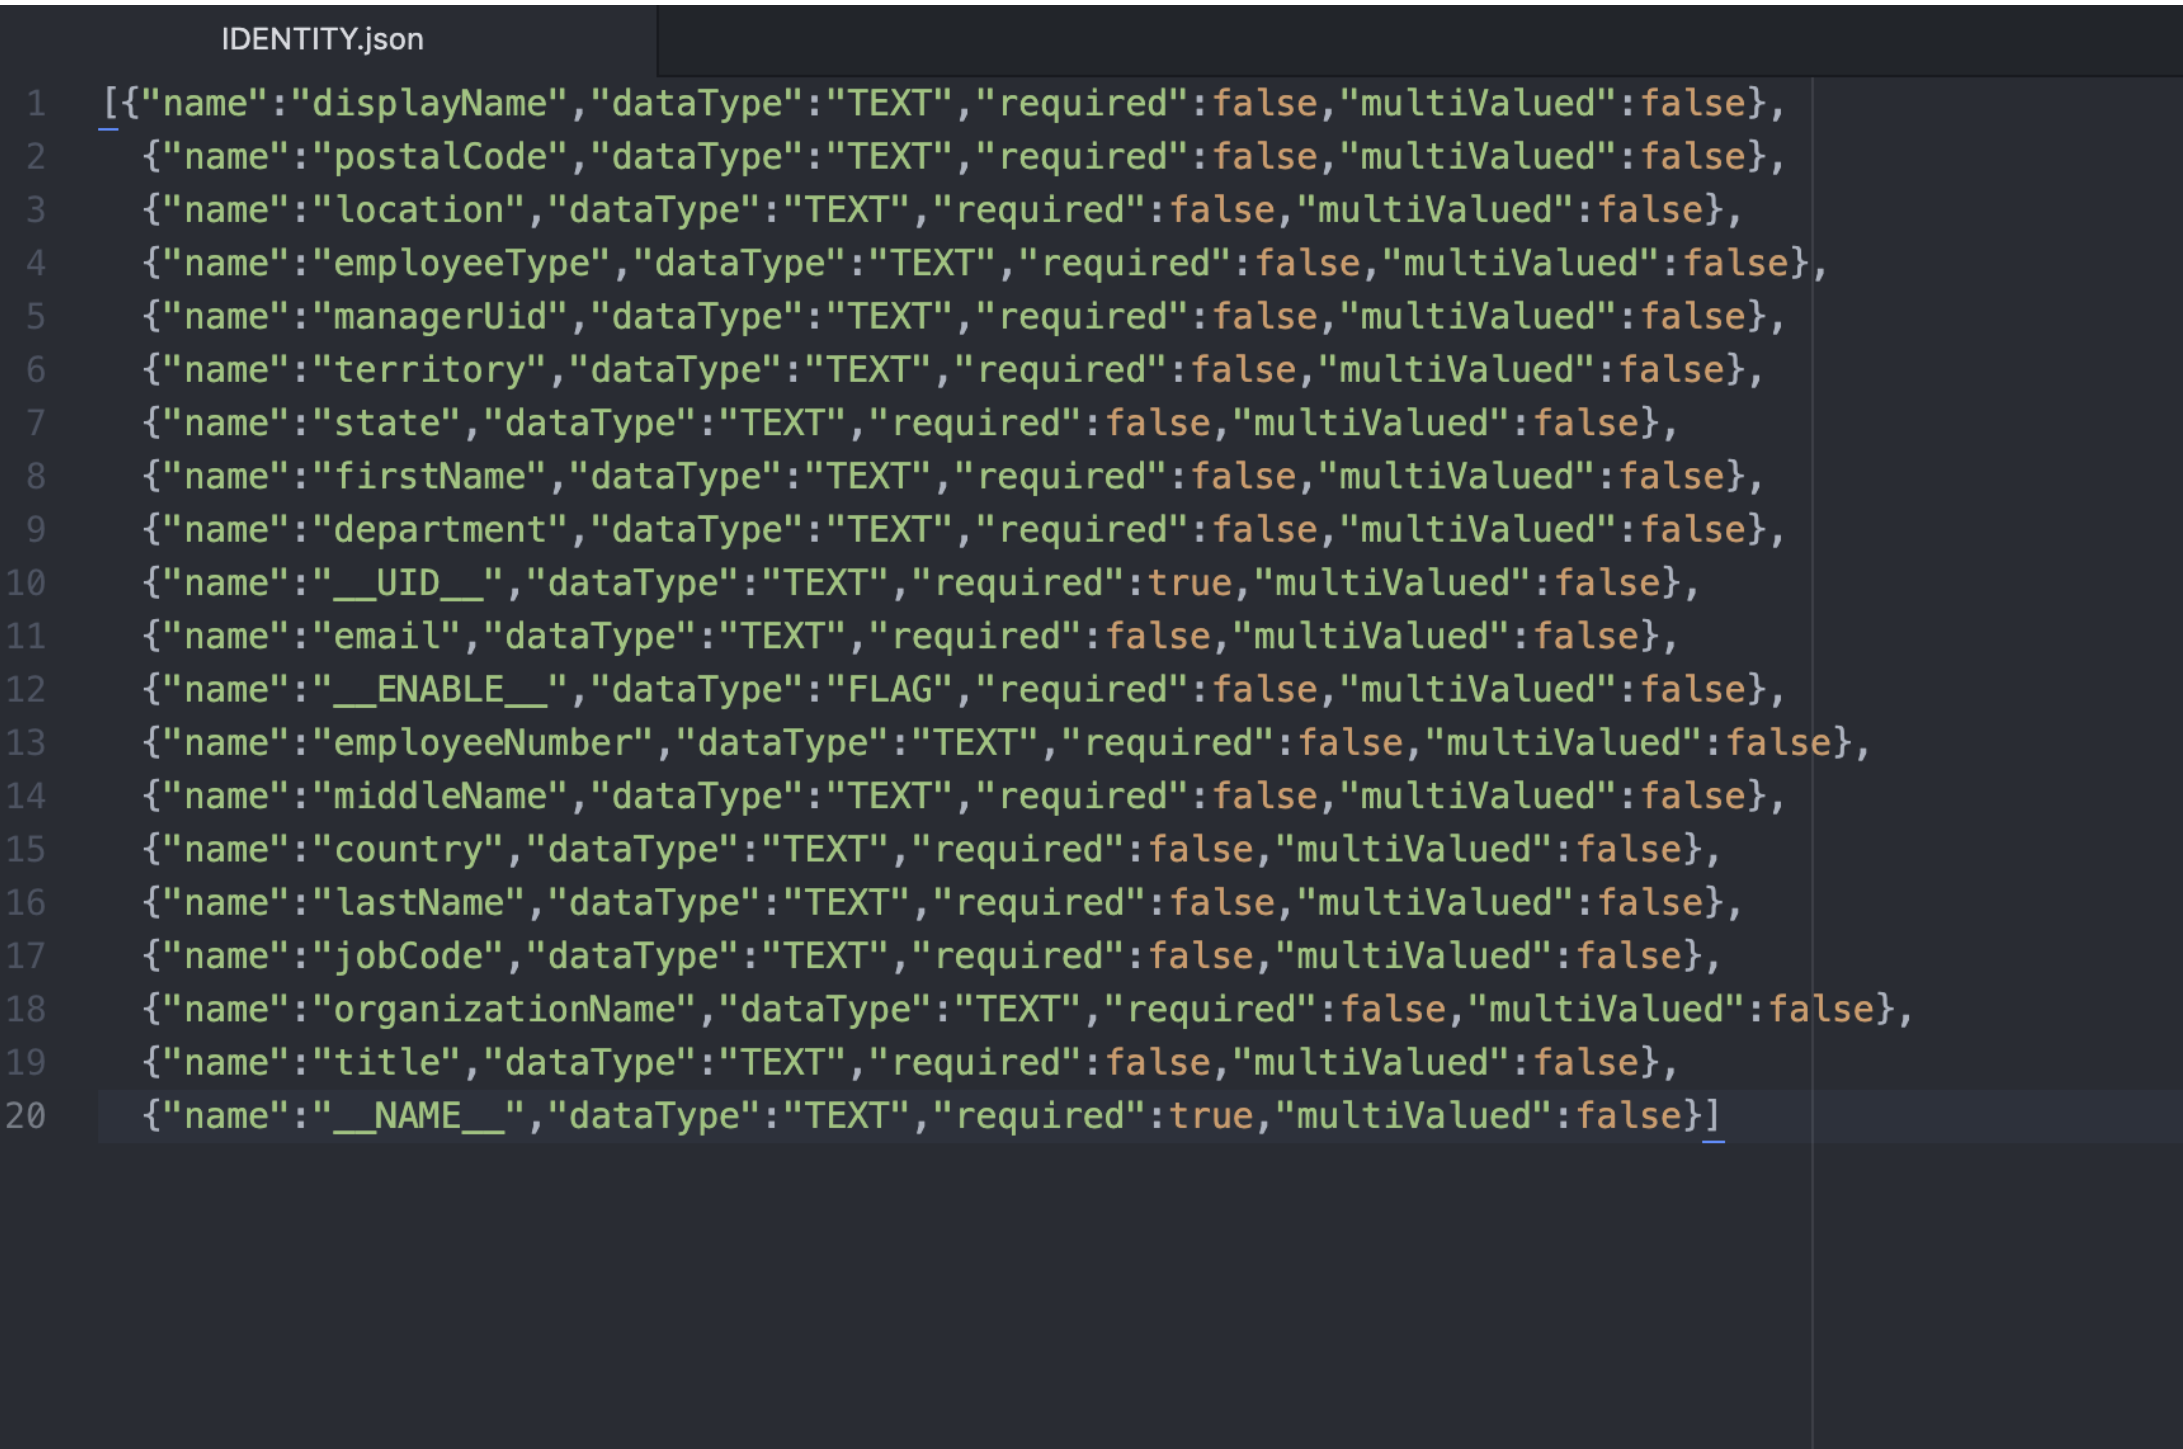 IDENTITY.json
1 [{"name":"displayName","dataType":"TEXT","required":false,"multiValued":false},
2 {"name":"postalCode","dataType":"TEXT","required":false,"multiValued":false},
3 {"name":"location","dataType":"TEXT","required":false,"multiValued":false},
4 {"name":"employeeType","dataType":"TEXT","required":false,"multiValued":false},
5 {"name":"managerUid","dataType":"TEXT","required":false,"multiValued":false},
6 {"name":"territory","dataType":"TEXT","required":false,"multiValued":false},
7 {"name":"state","dataType":"TEXT","required":false,"multiValued":false},
8 {"name":"firstName","dataType":"TEXT","required":false,"multiValued":false},
9 {"name":"department","dataType":"TEXT","required":false,"multiValued":false},
10 {"name":"__UID__","dataType":"TEXT","required":true,"multiValued":false},
11 {"name":"email","dataType":"TEXT","required":false,"multiValued":false},
12 {"name":"__ENABLE__","dataType":"FLAG","required":false,"multiValued":false},
13 {"name":"employeeNumber","dataType":"TEXT","required":false,"multiValued":false},
14 {"name":"middleName","dataType":"TEXT","required":false,"multiValued":false},
15 {"name":"country","dataType":"TEXT","required":false,"multiValued":false},
16 {"name":"lastName","dataType":"TEXT","required":false,"multiValued":false},
17 {"name":"jobCode","dataType":"TEXT","required":false,"multiValued":false},
18 {"name":"organizationName","dataType":"TEXT","required":false,"multiValued":false},
19 {"name":"title","dataType":"TEXT","required":false,"multiValued":false},
20 {"name":"__NAME__","dataType":"TEXT","required":true,"multiValued":false}]